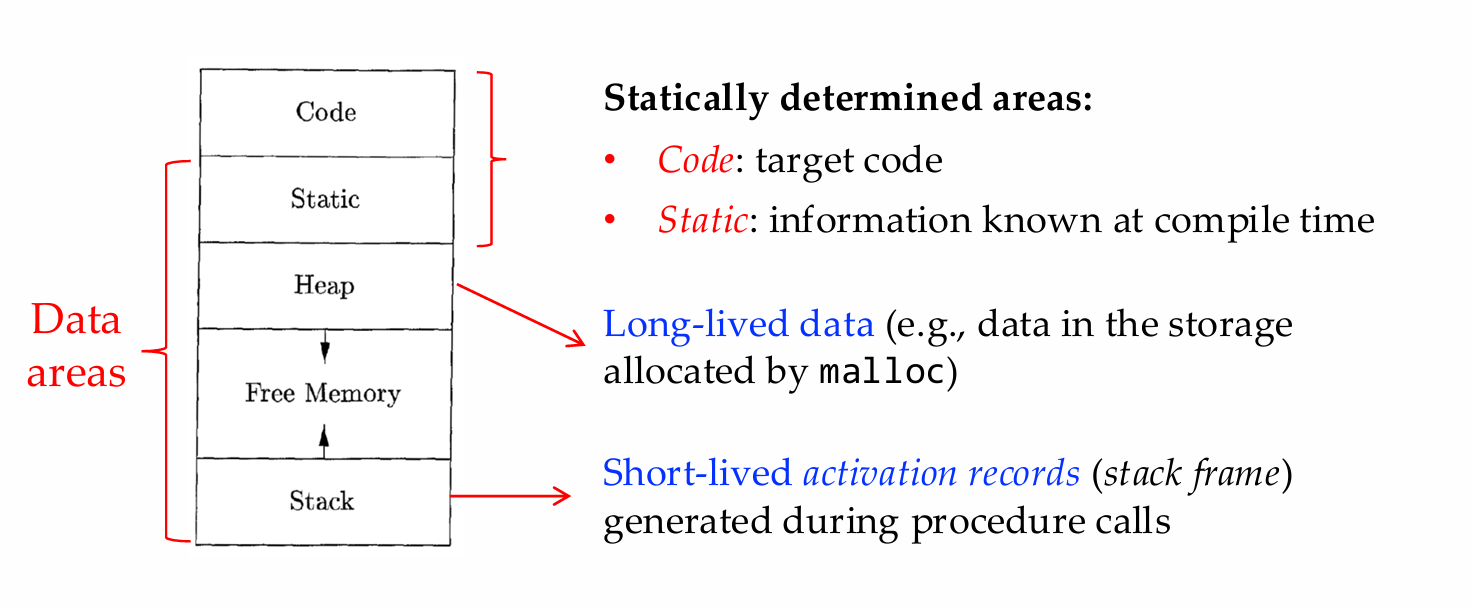 Code
Static
Heap
Free Memory
Stack
Data
areas
Statically determined areas:
• Code: target code
• Static: information known at compile time
Long-lived data (e.g., data in the storage
allocated by malloc)
Short-lived activation records (stack frame)
generated during procedure calls